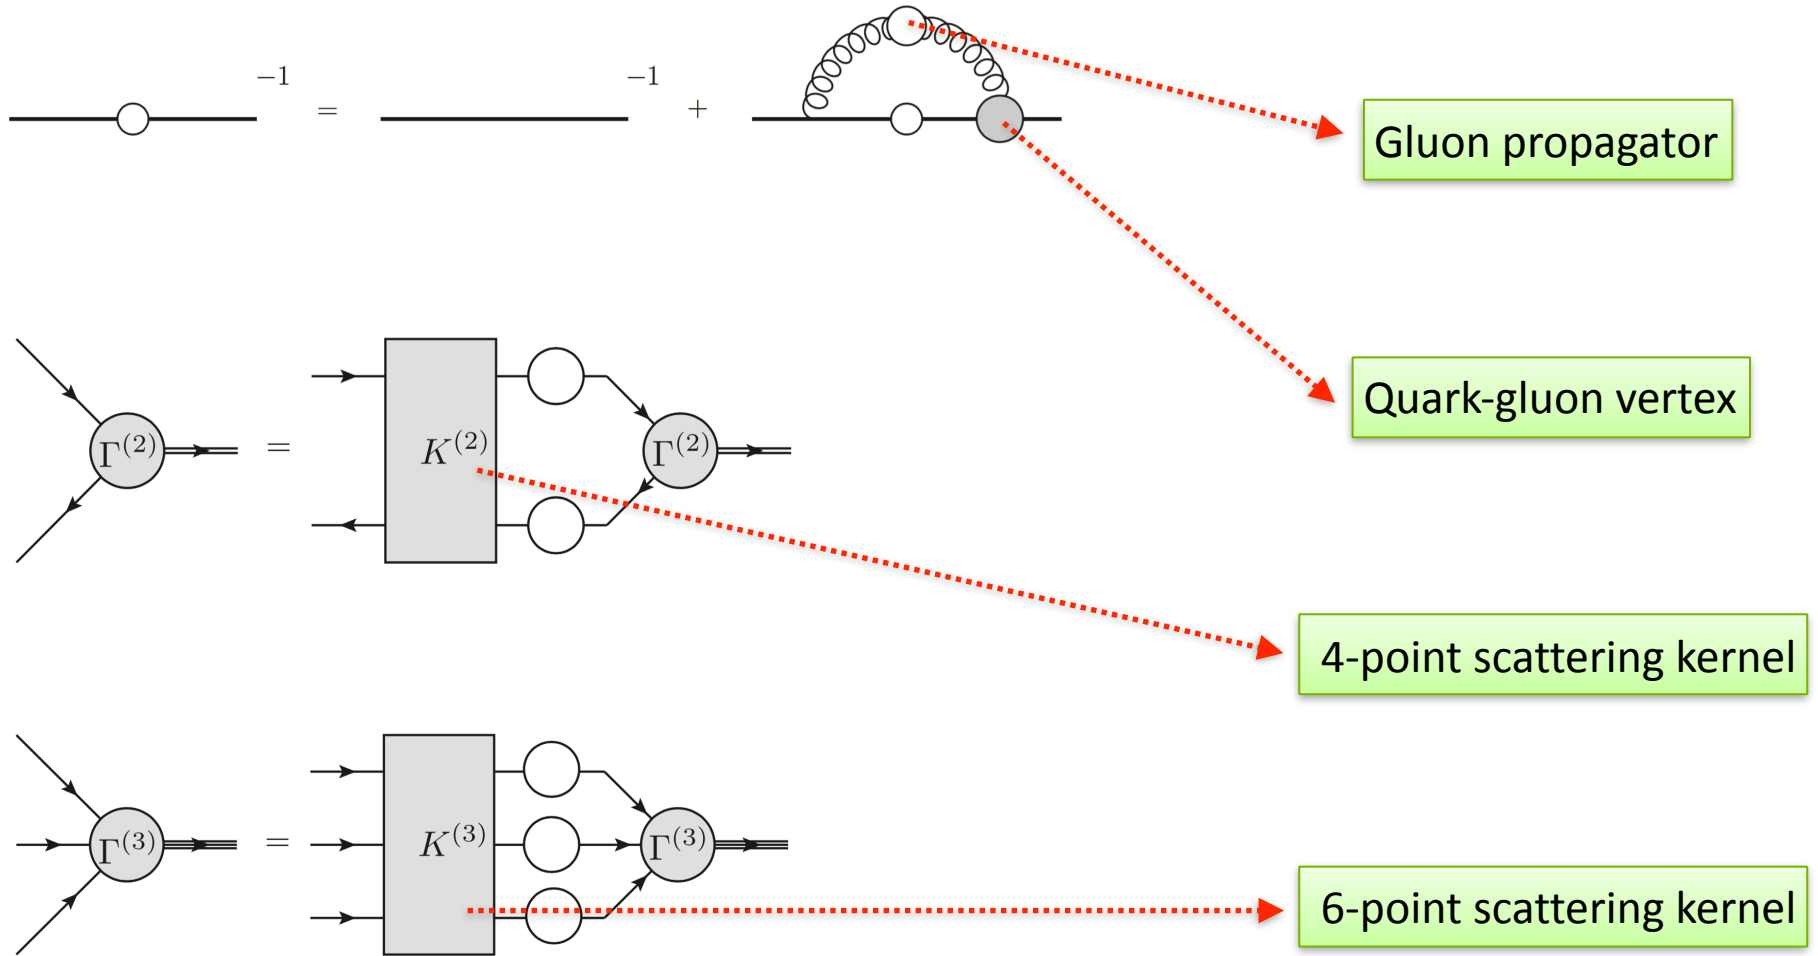 −1 = −1 +
Gluon propagator
Quark-gluon vertex
Γ(2) = K(2) Γ(2)
4-point scattering kernel
Γ(3) = K(3) Γ(3)
6-point scattering kernel